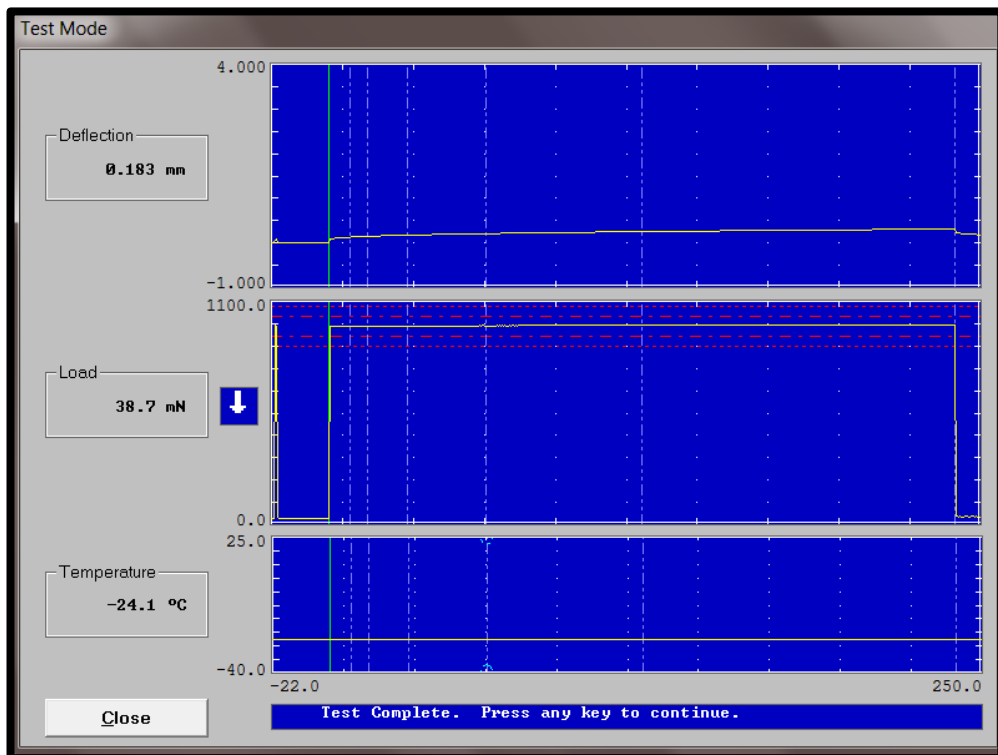 Test Mode
4.000
Deflection
0.183 mm
-1.000
1100.0
Load
38.7 mN
0.0
25.0
Temperature
-24.1 ºC
-40.0
-22.0 250.0
Close
Test Complete. Press any key to continue.